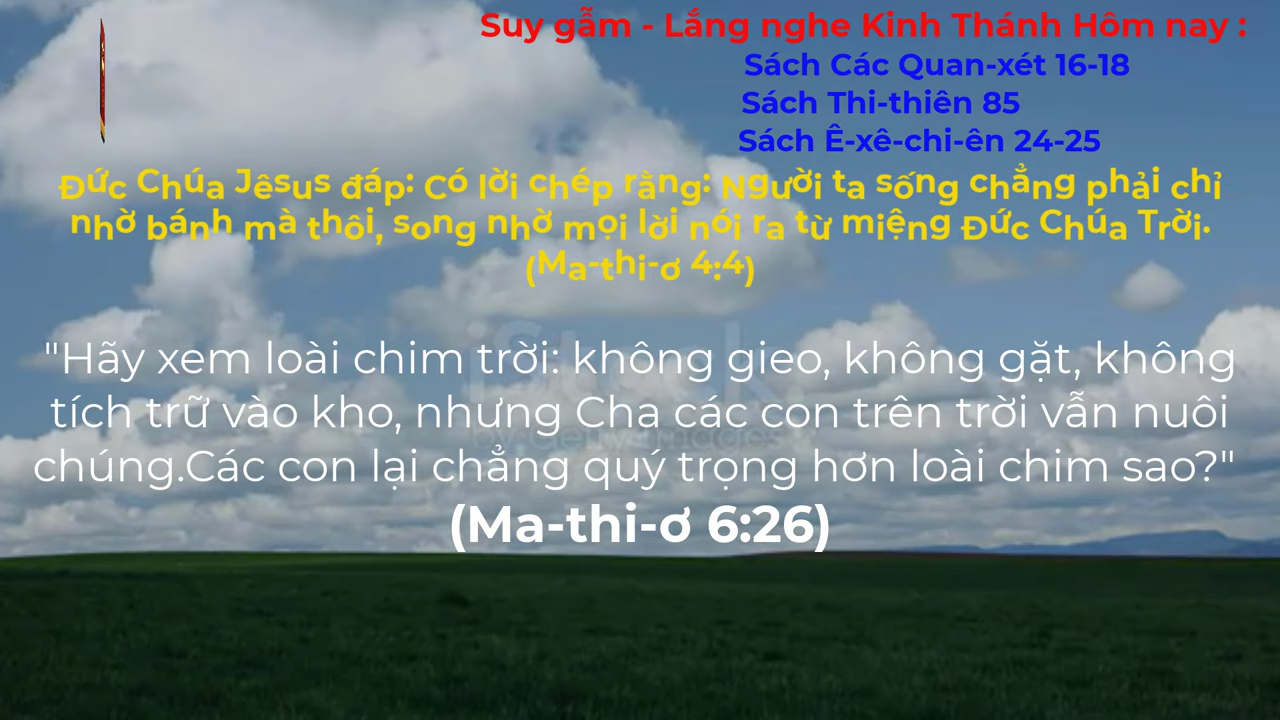 Suy gẫm - Lắng nghe Kinh Thánh Hôm nay :
Sách Các Quan-xét 16-18
Sách Thi-thiên 85
Sách Ê-xê-chi-ên 24-25
Đức Chúa Jêsus đáp: Có lời chép rằng: Người ta sống chẳng phải chỉ
nhờ bánh mà thôi, song nhờ mọi lời nói ra từ miệng Đức Chúa Trời.
(Ma-thi-ơ 4:4)
iStock
by Getty Images
"Hãy xem loài chim trời: không gieo, không gặt, không
tích trữ vào kho, nhưng Cha các con trên trời vẫn nuôi
chúng.Các con lại chẳng quý trọng hơn loài chim sao?"
(Ma-thi-ơ 6:26)